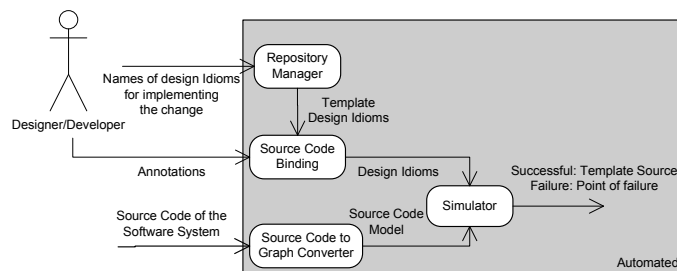 Repository
Manager
Names of design Idioms
for implementing
the change
Designer/Developer
Template
Design Idioms
Source Code
Binding
Annotations
Design Idioms
Successful: Template Source
Failure: Point of failure
Simulator
Source Code of the
Software System
Source Code
Model
Source Code to
Graph Converter
Automated